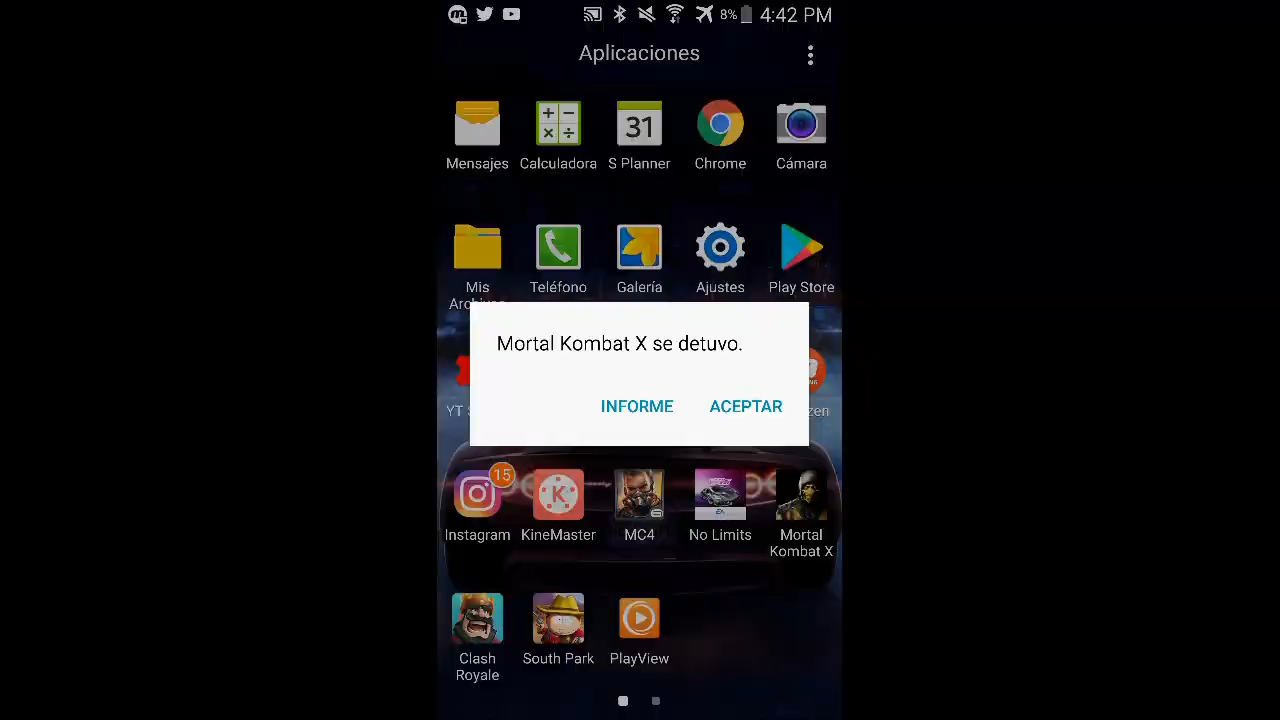 8% 4:42 PM
Aplicaciones
31
Mensajes Calculadora S Planner Chrome Cámara
Mis Teléfono Galería Ajustes Play Store
Mortal Kombat X se detuvo.
INFORME ACEPTAR
YT
15
Instagram KineMaster MC4 No Limits Mortal
Kombat X
Clash South Park PlayView
Royale